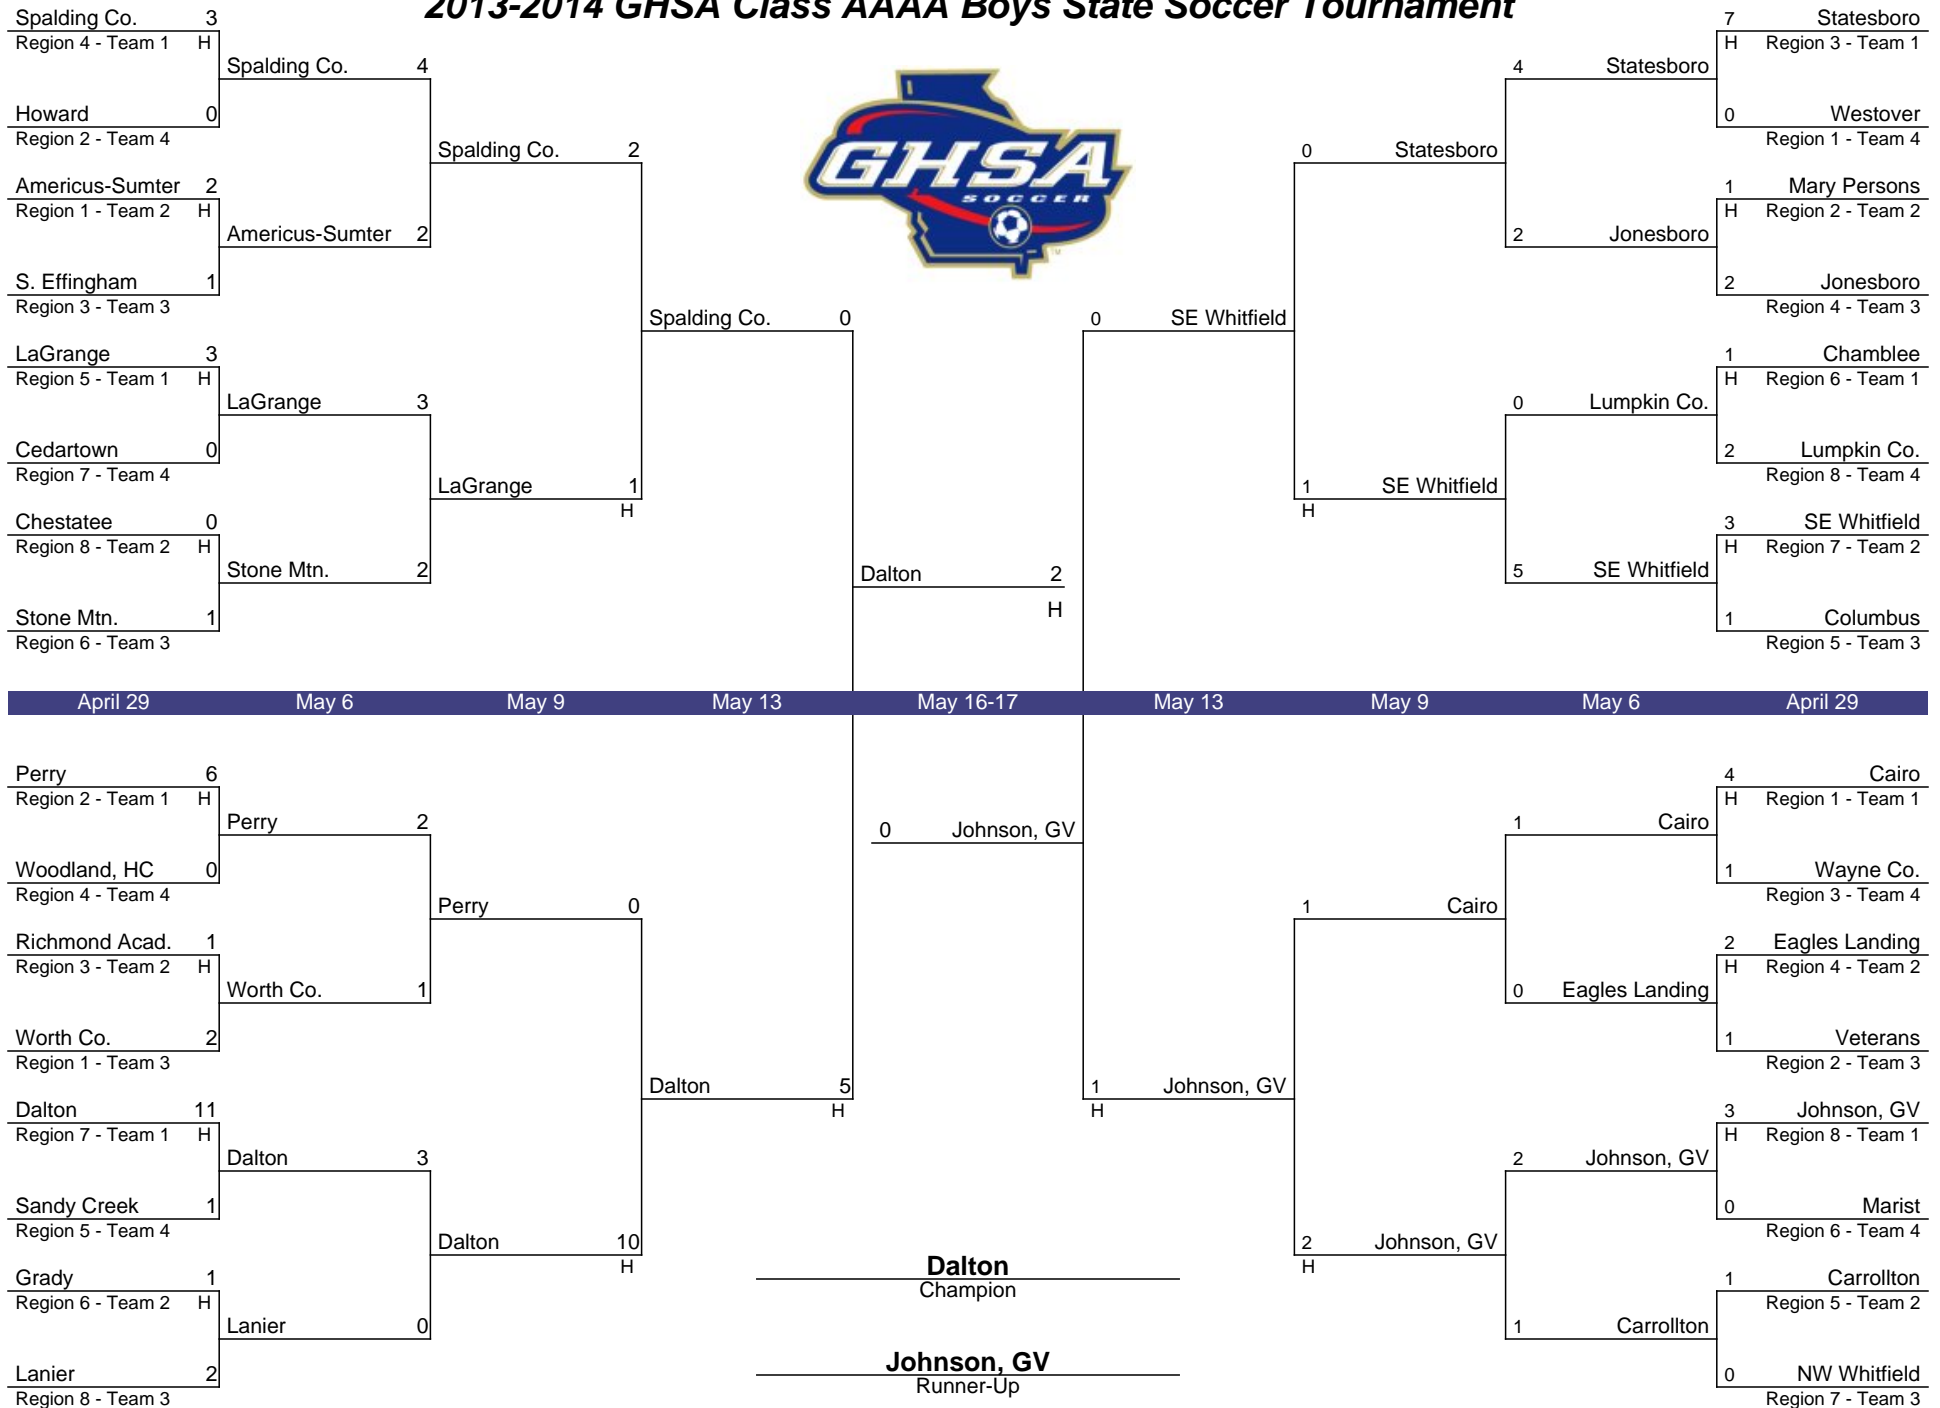 2013-2014 GHSA Class AAAA Boys State Soccer Tournament
GHSA
SOCCER
TM
Spalding Co. 3
Region 4 - Team 1 H
Howard 0
Region 2 - Team 4
Americus-Sumter 2
Region 1 - Team 2 H
S. Effingham 1
Region 3 - Team 3
LaGrange 3
Region 5 - Team 1 H
Cedartown 0
Region 7 - Team 4
Chestatee 0
Region 8 - Team 2 H
Stone Mtn. 1
Region 6 - Team 3
Spalding Co. 4
Americus-Sumter 2
LaGrange 3
Stone Mtn. 2
Spalding Co. 2
LaGrange 1
H
Spalding Co. 0
Dalton 2
H
0 SE Whitfield
0 Statesboro
1 SE Whitfield
H
4 Statesboro
2 Jonesboro
0 Lumpkin Co.
5 SE Whitfield
7 Statesboro
H Region 3 - Team 1
0 Westover
Region 1 - Team 4
1 Mary Persons
H Region 2 - Team 2
2 Jonesboro
Region 4 - Team 3
1 Chamblee
H Region 6 - Team 1
2 Lumpkin Co.
Region 8 - Team 4
3 SE Whitfield
H Region 7 - Team 2
1 Columbus
Region 5 - Team 3
April 29 May 6 May 9 May 13 May 16-17 May 13 May 9 May 6 April 29
Perry 6
Region 2 - Team 1 H
Woodland, HC 0
Region 4 - Team 4
Richmond Acad. 1
Region 3 - Team 2 H
Worth Co. 2
Region 1 - Team 3
Dalton 11
Region 7 - Team 1 H
Sandy Creek 1
Region 5 - Team 4
Grady 1
Region 6 - Team 2 H
Lanier 2
Region 8 - Team 3
Perry 2
Worth Co. 1
Dalton 3
Lanier 0
Perry 0
Dalton 10
H
Dalton 5
H
0 Johnson, GV
1 Johnson, GV
H
1 Cairo
2 Johnson, GV
H
1 Cairo
0 Eagles Landing
2 Johnson, GV
1 Carrollton
4 Cairo
H Region 1 - Team 1
1 Wayne Co.
Region 3 - Team 4
2 Eagles Landing
H Region 4 - Team 2
1 Veterans
Region 2 - Team 3
3 Johnson, GV
H Region 8 - Team 1
0 Marist
Region 6 - Team 4
1 Carrollton
Region 5 - Team 2
0 NW Whitfield
Region 7 - Team 3
Dalton
Champion
Johnson, GV
Runner-Up